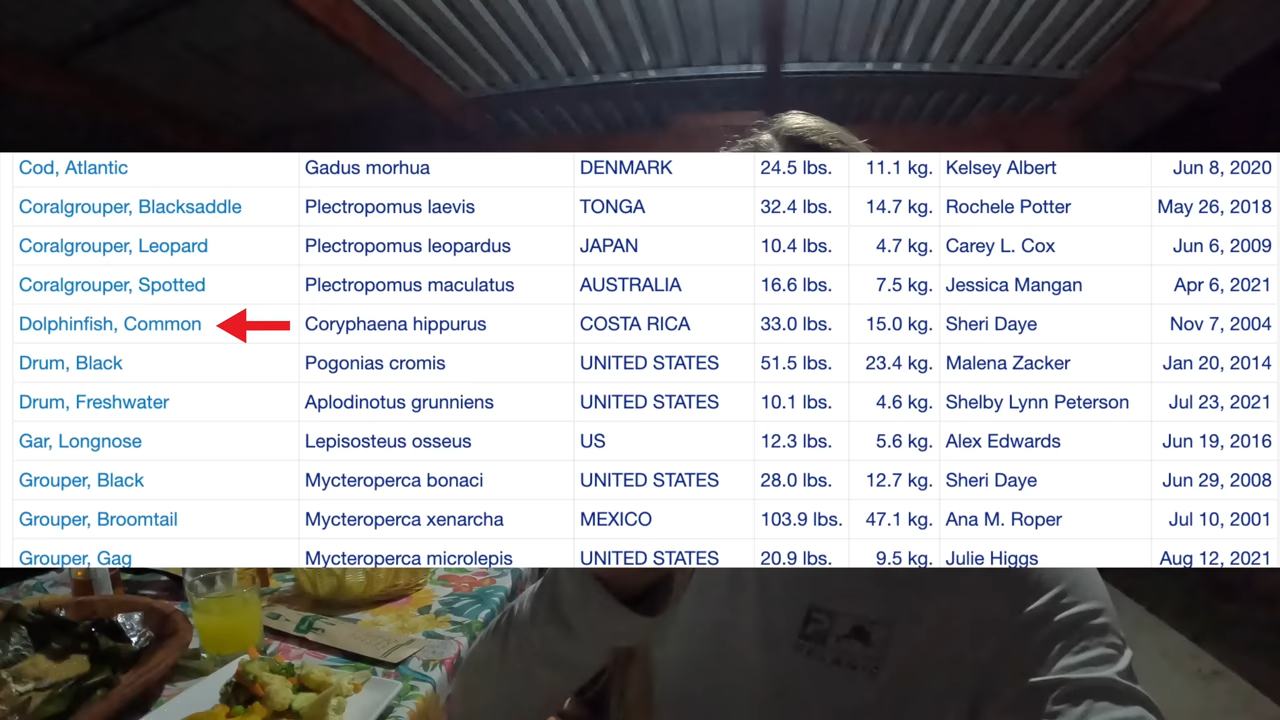 Cod, Atlantic Gadus morhua DENMARK 24.5 lbs. 11.1 kg. Kelsey Albert Jun 8, 2020
Coralgrouper, Blacksaddle Plectropomus laevis TONGA 32.4 lbs. 14.7 kg. Rochele Potter May 26, 2018
Coralgrouper, Leopard Plectropomus leopardus JAPAN 10.4 lbs. 4.7 kg. Carey L. Cox Jun 6, 2009
Coralgrouper, Spotted Plectropomus maculatus AUSTRALIA 16.6 lbs. 7.5 kg. Jessica Mangan Apr 6, 2021
Dolphinfish, Common Coryphaena hippurus COSTA RICA 33.0 lbs. 15.0 kg. Sheri Daye Nov 7, 2004
Drum, Black Pogonias cromis UNITED STATES 51.5 lbs. 23.4 kg. Malena Zacker Jan 20, 2014
Drum, Freshwater Aplodinotus grunniens UNITED STATES 10.1 lbs. 4.6 kg. Shelby Lynn Peterson Jul 23, 2021
Gar, Longnose Lepisosteus osseus US 12.3 lbs. 5.6 kg. Alex Edwards Jun 19, 2016
Grouper, Black Mycteroperca bonaci UNITED STATES 28.0 lbs. 12.7 kg. Sheri Daye Jun 29, 2008
Grouper, Broomtail Mycteroperca xenarcha MEXICO 103.9 lbs. 47.1 kg. Ana M. Roper Jul 10, 2001
Grouper, Gag Mycteroperca microlepis UNITED STATES 20.9 lbs. 9.5 kg. Julie Higgs Aug 12, 2021
PELAGIC